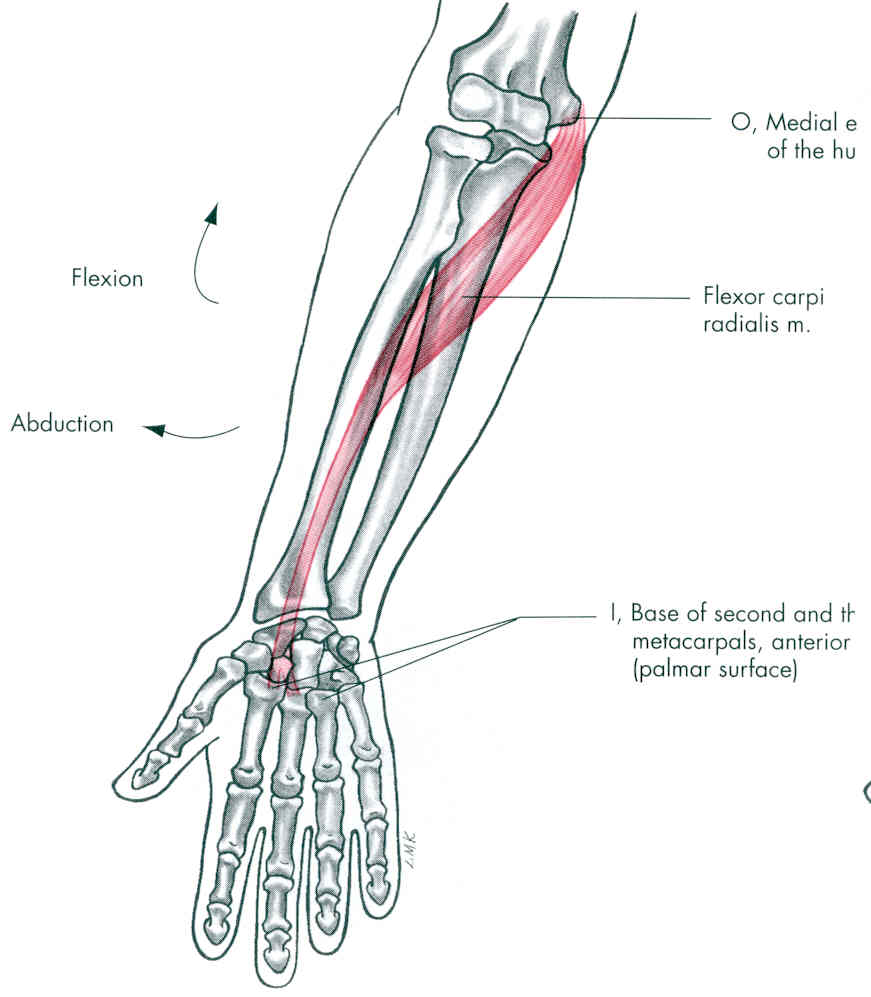 O, Medial e
of the hu
Flexion
Flexor carpi
radialis m.
Abduction
I, Base of second and th
metacarpals, anterior
(palmar surface)
L.M.K